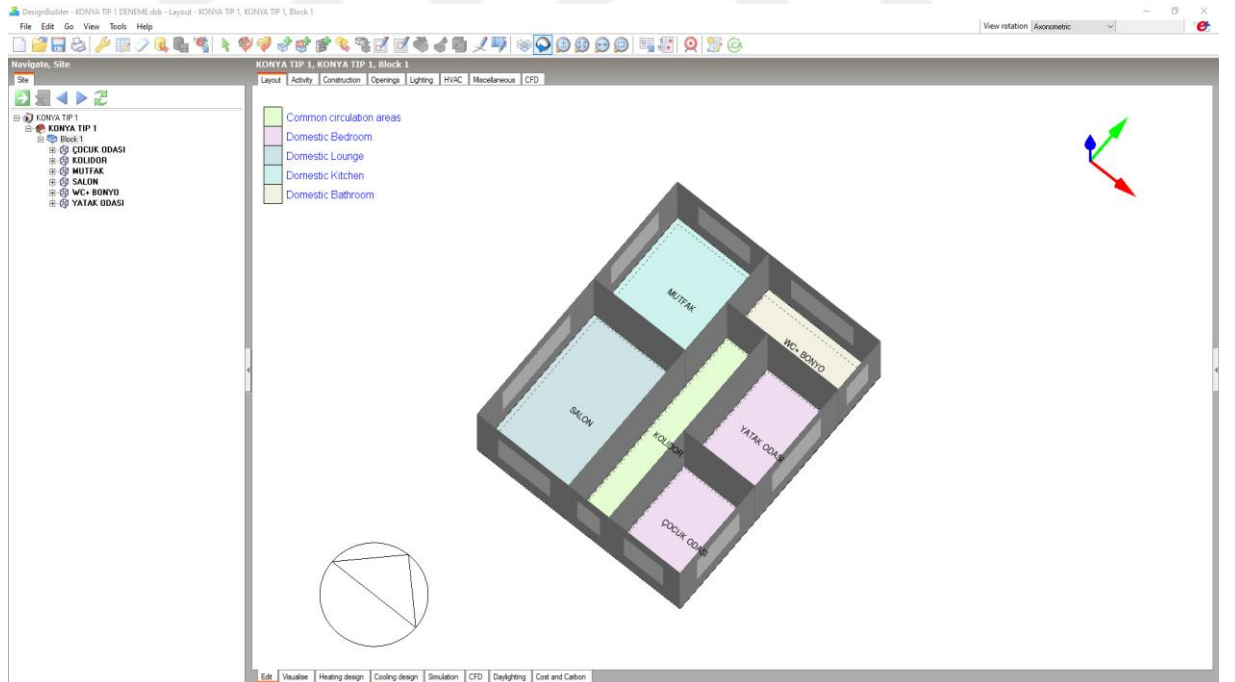 DesignBuilder - KONYA TIP 1 DENEME.dsb - Layout - KONYA TIP 1, KONYA TIP 1, Block 1
File Edit Go View Tools Help
View rotation Axonometric
Navigate, Site
KONYA TIP 1, KONYA TIP 1, Block 1
Site
Layout Activity Construction Openings Lighting HVAC Miscellaneous CFD
KONYA TIP 1
KONYA TIP 1
Block 1
ÇOCUK ODASI
KOLIDOR
MUTFAK
SALON
WC+ BONYO
YATAK ODASI
Common circulation areas
Domestic Bedroom
Domestic Lounge
Domestic Kitchen
Domestic Bathroom
MUTFAK
WC+ BONYO
SALON
KOLIDOR
YATAK ODASI
ÇOCUK ODASI
Edit Visualise Heating design Cooling design Simulation CFD Daylighting Cost and Carbon